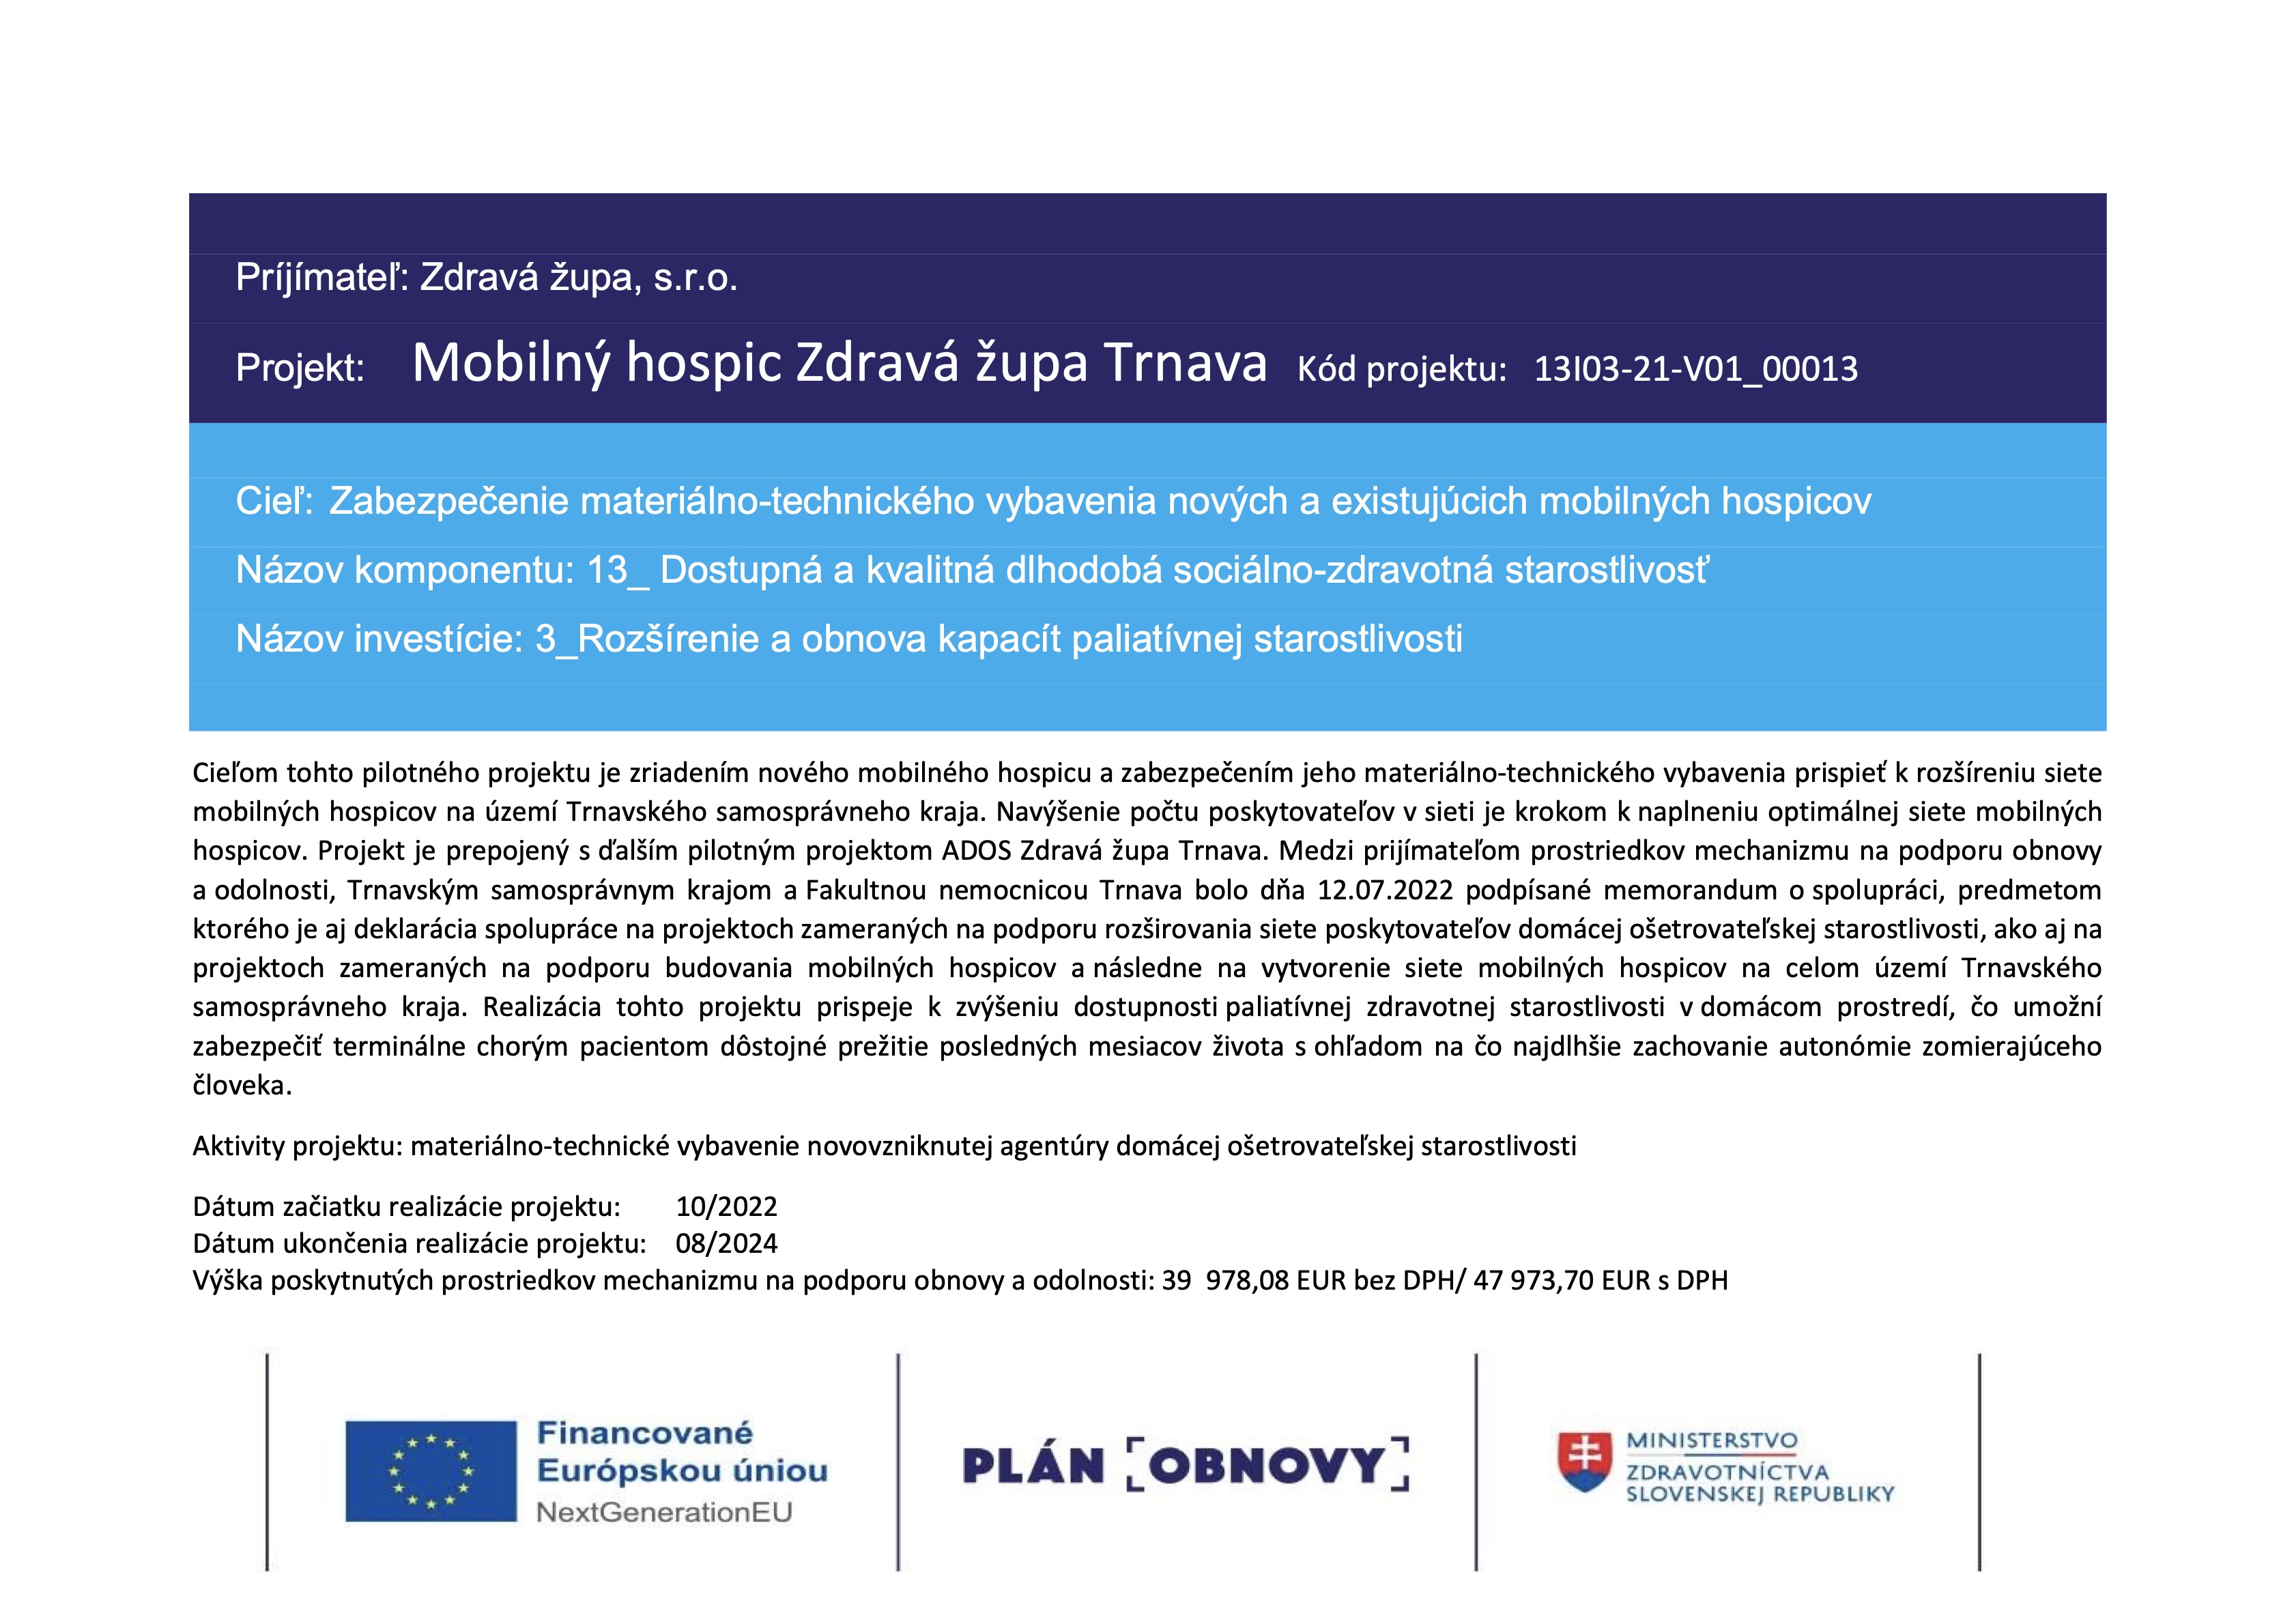 Príjímateľ: Zdravá župa, s.r.o.
Projekt: Mobilný hospic Zdravá župa Trnava Kód projektu: 13I03-21-V01_00013
Cieľ: Zabezpečenie materiálno-technického vybavenia nových a existujúcich mobilných hospicov
Názov komponentu: 13_ Dostupná a kvalitná dlhodobá sociálno-zdravotná starostlivosť
Názov investície: 3_Rozšírenie a obnova kapacít paliatívnej starostlivosti
Cieľom tohto pilotného projektu je zriadením nového mobilného hospicu a zabezpečením jeho materiálno-technického vybavenia prispieť k rozšíreniu siete
mobilných hospicov na území Trnavského samosprávneho kraja. Navýšenie počtu poskytovateľov v sieti je krokom k naplneniu optimálnej siete mobilných
hospicov. Projekt je prepojený s ďalším pilotným projektom ADOS Zdravá župa Trnava. Medzi prijímateľom prostriedkov mechanizmu na podporu obnovy
a odolnosti, Trnavským samosprávnym krajom a Fakultnou nemocnicou Trnava bolo dňa 12.07.2022 podpísané memorandum o spolupráci, predmetom
ktorého je aj deklarácia spolupráce na projektoch zameraných na podporu rozširovania siete poskytovateľov domácej ošetrovateľskej starostlivosti, ako aj na
projektoch zameraných na podporu budovania mobilných hospicov a následne na vytvorenie siete mobilných hospicov na celom území Trnavského
samosprávneho kraja. Realizácia tohto projektu prispeje k zvýšeniu dostupnosti paliatívnej zdravotnej starostlivosti v domácom prostredí, čo umožní
zabezpečiť terminálne chorým pacientom dôstojné prežitie posledných mesiacov života s ohľadom na čo najdlhšie zachovanie autonómie zomierajúceho
človeka.
Aktivity projektu: materiálno-technické vybavenie novovzniknutej agentúry domácej ošetrovateľskej starostlivosti
Dátum začiatku realizácie projektu: 10/2022
Dátum ukončenia realizácie projektu: 08/2024
Výška poskytnutých prostriedkov mechanizmu na podporu obnovy a odolnosti: 39 978,08 EUR bez DPH/ 47 973,70 EUR s DPH
Financované
Európskou úniou
NextGenerationEU
PLÁN [OBNOVY]
MINISTERSTVO
ZDRAVOTNÍCTVA
SLOVENSKEJ REPUBLIKY